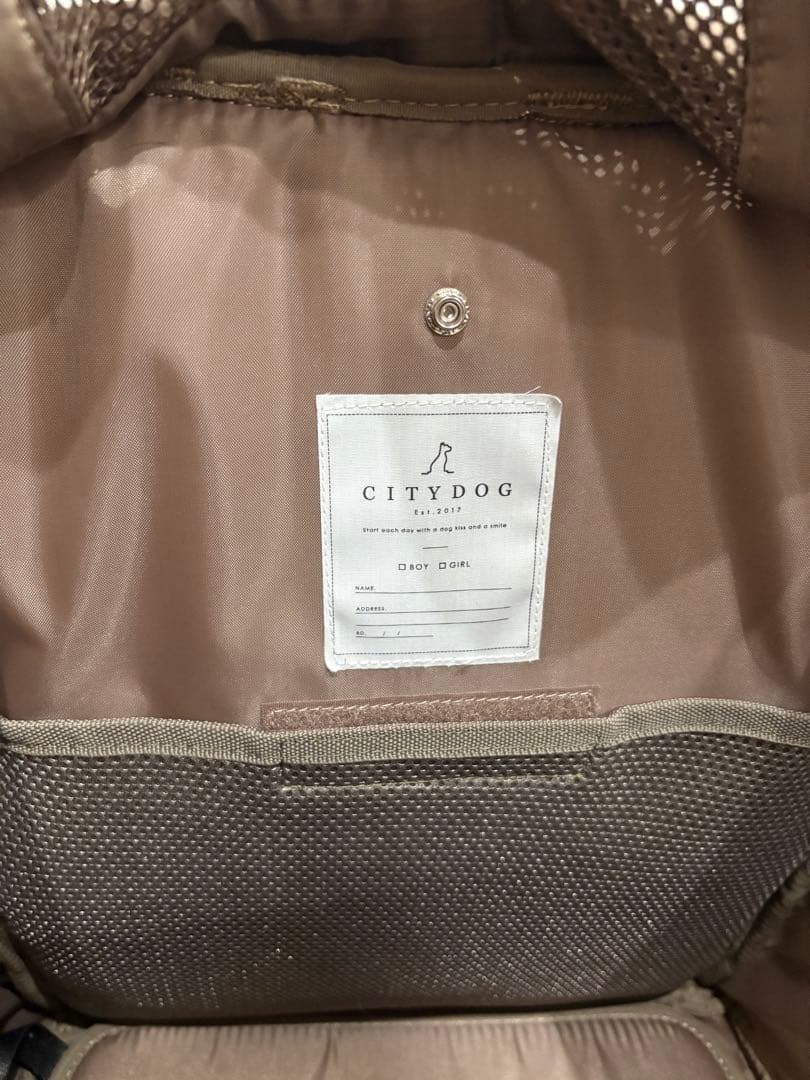 CITYDOG
Est.2017
Start each day with a dog kiss and a smile
☐ BOY ☐ GIRL
NAME.
ADDRESS.
BD. / /